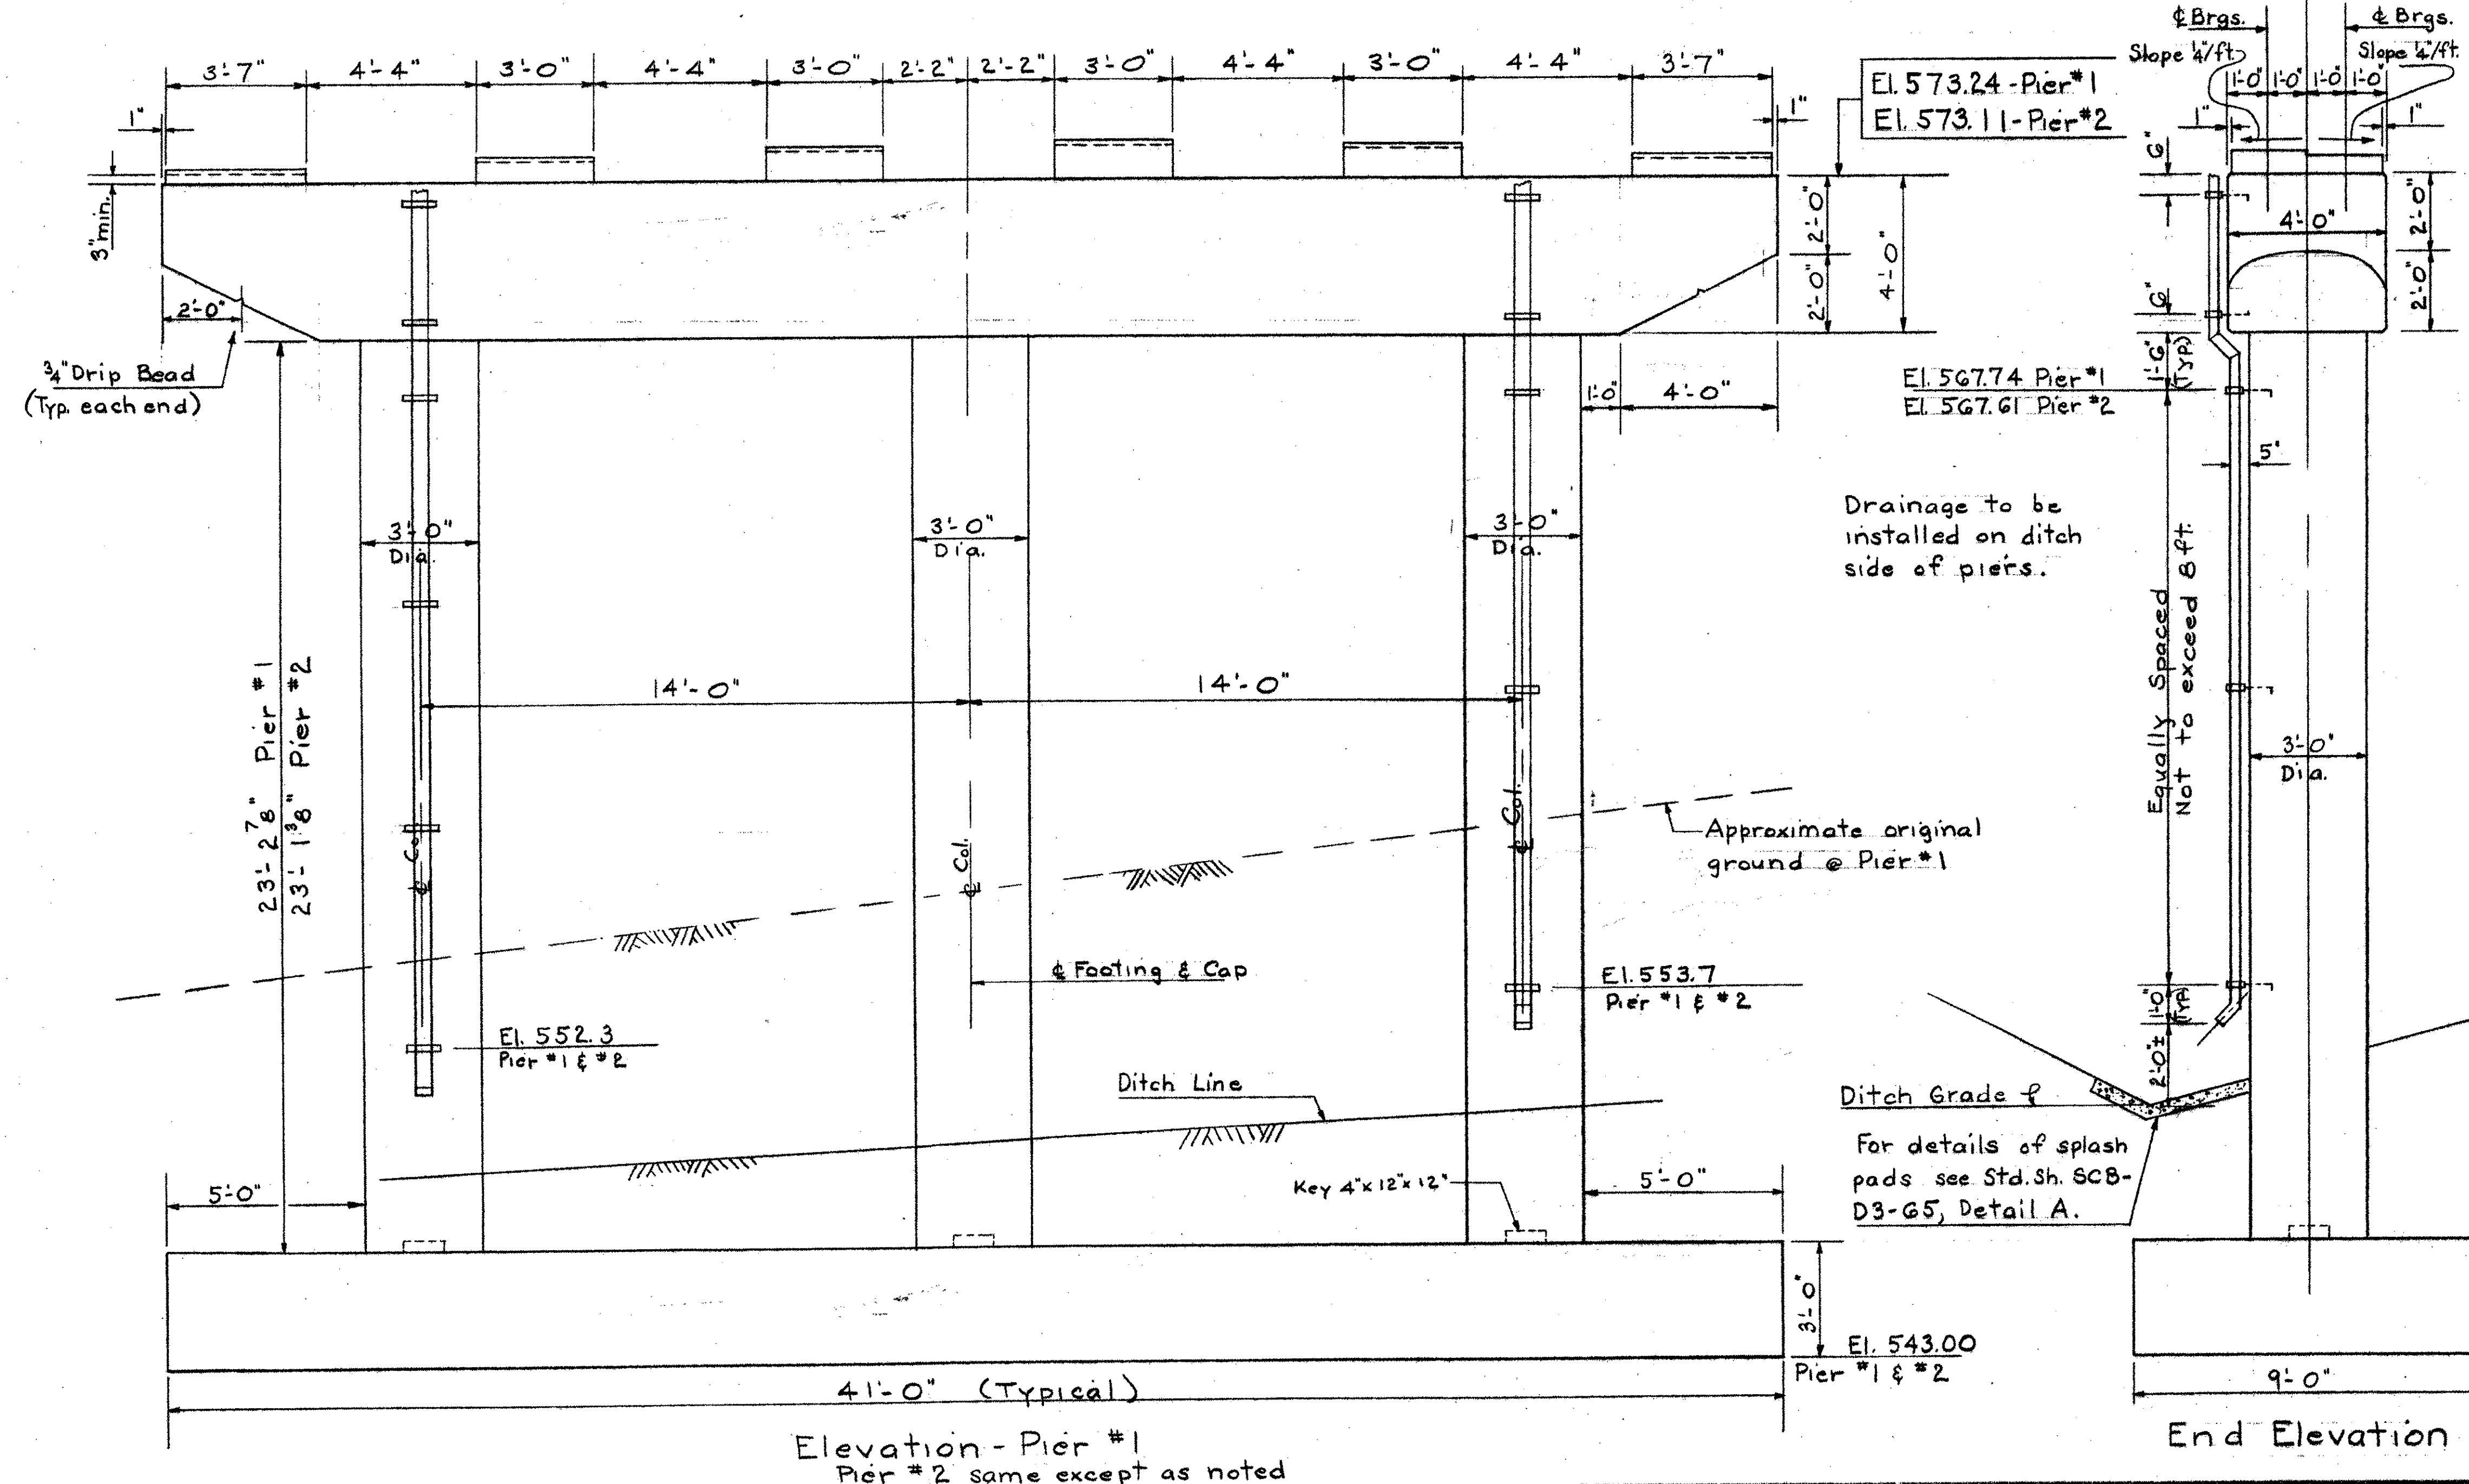 3'-7" 4'-4" 3'-0" 4'-4" 3'-0" 2'-2" 2'-2" 3'-0" 4'-4" 3'-0" 4'-4" 3'-7"
1"
1"
3" min.
El. 573.24 - Pier #1
El. 573.11 - Pier #2
2'-0"
2'-0"
4'-0"
2'-0"
3/4" Drip Bead
(Typ. each end)
1'-0" 4'-0"
3'-0"
Dia.
3'-0"
Dia.
3'-0"
Dia.
23'-2 7/8" Pier #1
23'-1 3/8" Pier #2
14'-0" 14'-0"
℄ Col.
℄ Col.
℄ Col.
Approximate original
ground @ Pier #1
℄ Footing & Cap
El. 553.7
Pier #1 & #2
El. 552.3
Pier #1 & #2
Ditch Line
5'-0"
Key 4"x12"x12"
5'-0"
3'-0"
El. 543.00
Pier #1 & #2
41'-0" (Typical)
Elevation - Pier #1
Pier #2 same except as noted
Drainage to be
installed on ditch
side of piers.
℄ Brgs. ℄ Brgs.
Slope 1/4"/ft. Slope 1/4"/ft.
1'-0" 1'-0" 1'-0" 1'-0"
1" 1"
6"
4'-0"
2'-0"
2'-0"
6"
1'-6"
(Typ.)
El. 567.74 Pier #1
El. 567.61 Pier #2
5"
Equally Spaced
Not to exceed 8 ft.
3'-0"
Dia.
1'-0"
(Typ.)
2'-0"±
Ditch Grade
For details of splash
pads see Std. Sh. SCB-
D3-65, Detail A.
9'-0"
End Elevation